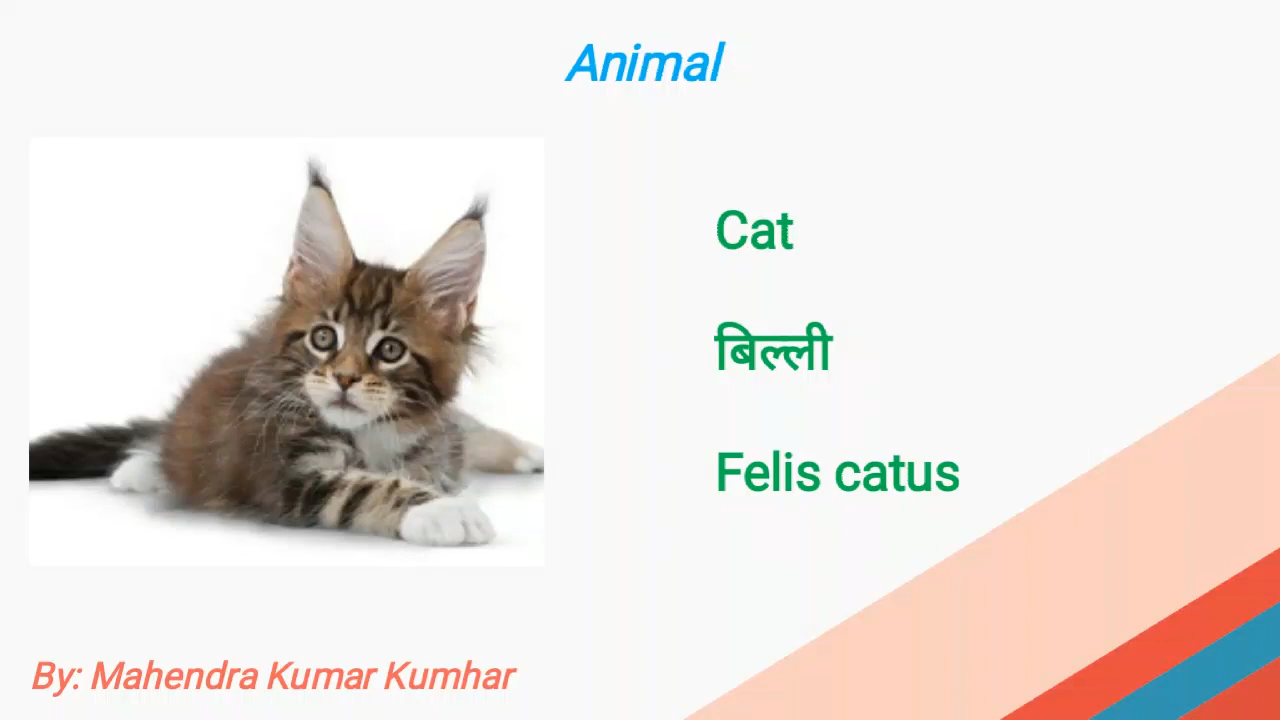 Animal
Cat
बिल्ली
Felis catus
By: Mahendra Kumar Kumhar